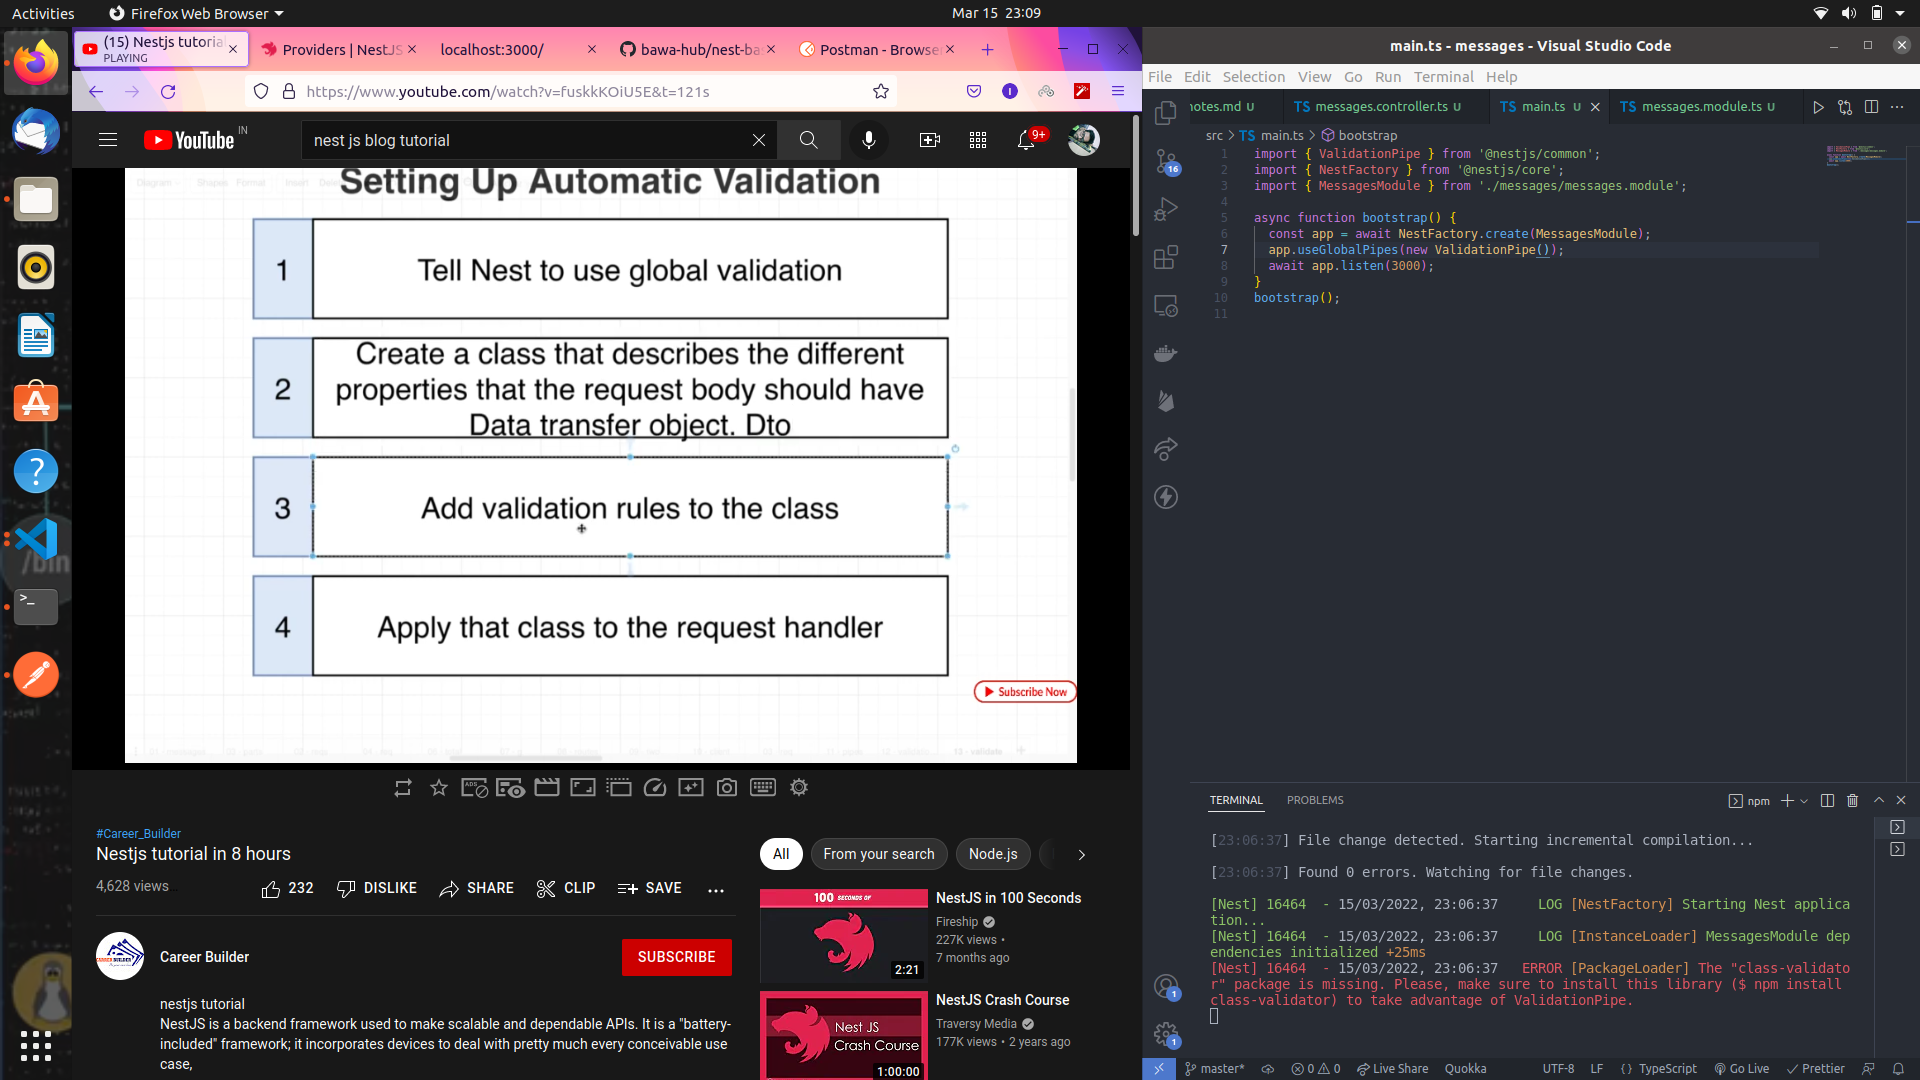 Activities
Firefox Web Browser
Mar 15 23:09
(15) Nestjs tutorial
PLAYING
Providers | NestJS
localhost:3000/
bawa-hub/nest-ba
Postman - Browse
https://www.youtube.com/watch?v=fuskkKOiU5E&t=121s
YouTube IN
nest js blog tutorial
9+
Setting Up Automatic Validation
1
Tell Nest to use global validation
2
Create a class that describes the different
properties that the request body should have
Data transfer object. Dto
3
Add validation rules to the class
4
Apply that class to the request handler
Subscribe Now
#Career_Builder
Nestjs tutorial in 8 hours
4,628 views
232
DISLIKE
SHARE
CLIP
SAVE
Career Builder
SUBSCRIBE
nestjs tutorial
NestJS is a backend framework used to make scalable and dependable APIs. It is a "battery-
included" framework; it incorporates devices to deal with pretty much every conceivable use
case,
All
From your search
Node.js
100 SECONDS OF
2:21
NestJS in 100 Seconds
Fireship
227K views •
7 months ago
Nest JS
Crash Course
1:00:00
NestJS Crash Course
Traversy Media
177K views • 2 years ago
main.ts - messages - Visual Studio Code
File Edit Selection View Go Run Terminal Help
notes.md U
TS messages.controller.ts U
TS main.ts U
TS messages.module.ts U
src > TS main.ts > bootstrap
1 import { ValidationPipe } from '@nestjs/common';
2 import { NestFactory } from '@nestjs/core';
3 import { MessagesModule } from './messages/messages.module';
4
5 async function bootstrap() {
6 const app = await NestFactory.create(MessagesModule);
7 app.useGlobalPipes(new ValidationPipe());
8 await app.listen(3000);
9 }
10 bootstrap();
11
16
TERMINAL
PROBLEMS
npm
[23:06:37] File change detected. Starting incremental compilation...
[23:06:37] Found 0 errors. Watching for file changes.
[Nest] 16464 - 15/03/2022, 23:06:37 LOG [NestFactory] Starting Nest applica
tion...
[Nest] 16464 - 15/03/2022, 23:06:37 LOG [InstanceLoader] MessagesModule dep
endencies initialized +25ms
[Nest] 16464 - 15/03/2022, 23:06:37 ERROR [PackageLoader] The "class-validato
r" package is missing. Please, make sure to install this library ($ npm install
class-validator) to take advantage of ValidationPipe.
1
1
master*
0 0
Live Share
Quokka
UTF-8
LF
{ } TypeScript
Go Live
Prettier
/bin